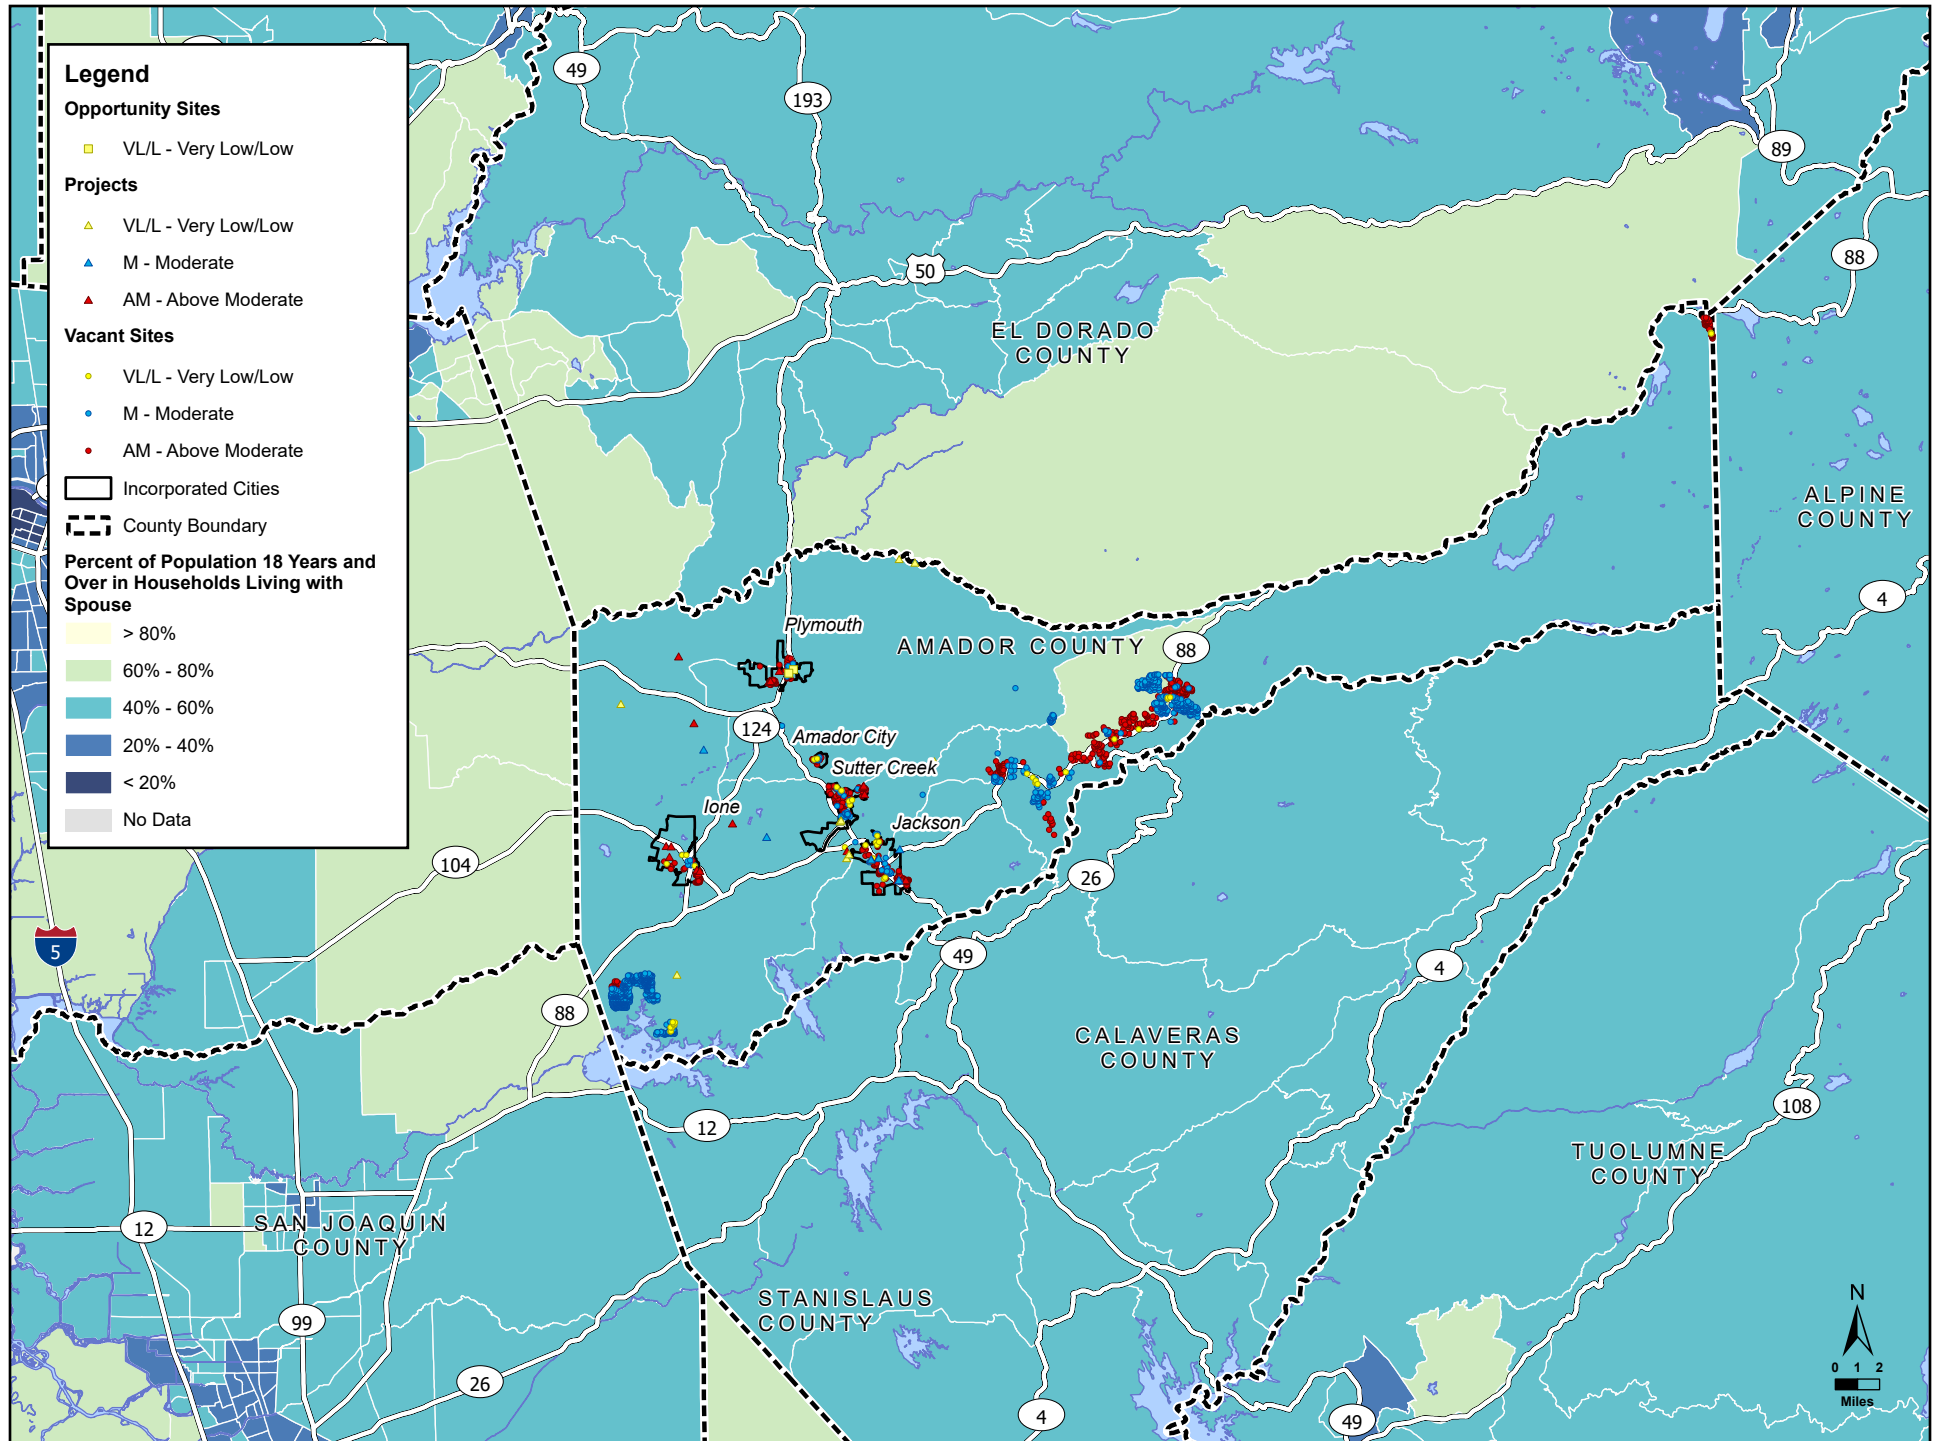 Legend
Opportunity Sites
VL/L - Very Low/Low
Projects
VL/L - Very Low/Low
M - Moderate
AM - Above Moderate
Vacant Sites
VL/L - Very Low/Low
M - Moderate
AM - Above Moderate
Incorporated Cities
County Boundary
Percent of Population 18 Years and
Over in Households Living with
Spouse
> 80%
60% - 80%
40% - 60%
20% - 40%
< 20%
No Data
49
193
89
50
88
EL DORADO
COUNTY
ALPINE
COUNTY
4
Plymouth
AMADOR COUNTY
88
124
Amador City
Sutter Creek
Ione
Jackson
104
26
5
49
4
88
CALAVERAS
COUNTY
12
108
TUOLUMNE
COUNTY
12
SAN JOAQUIN
COUNTY
STANISLAUS
COUNTY
99
26
4
49
N
0 1 2
Miles